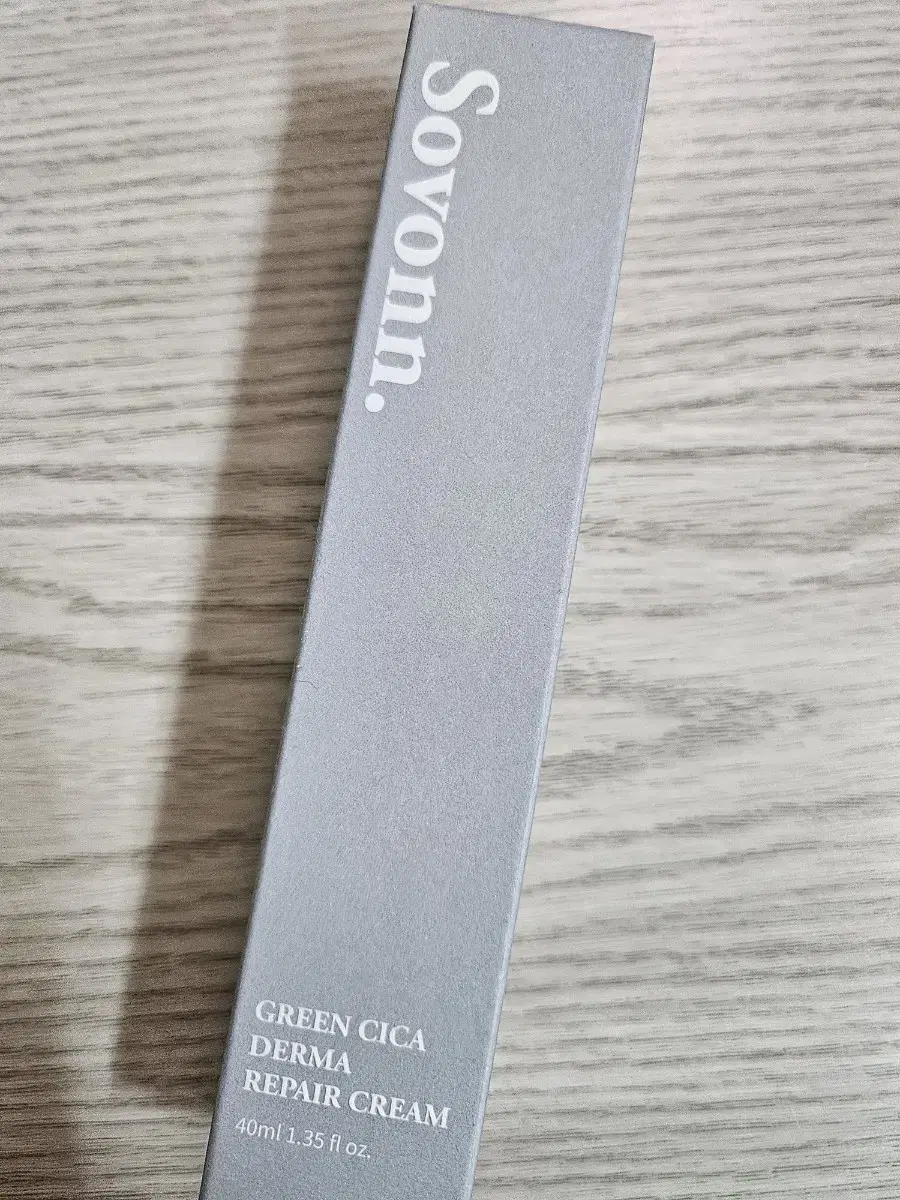 Sovonn.
GREEN CICA
DERMA
REPAIR CREAM
40ml 1.35 fl oz.